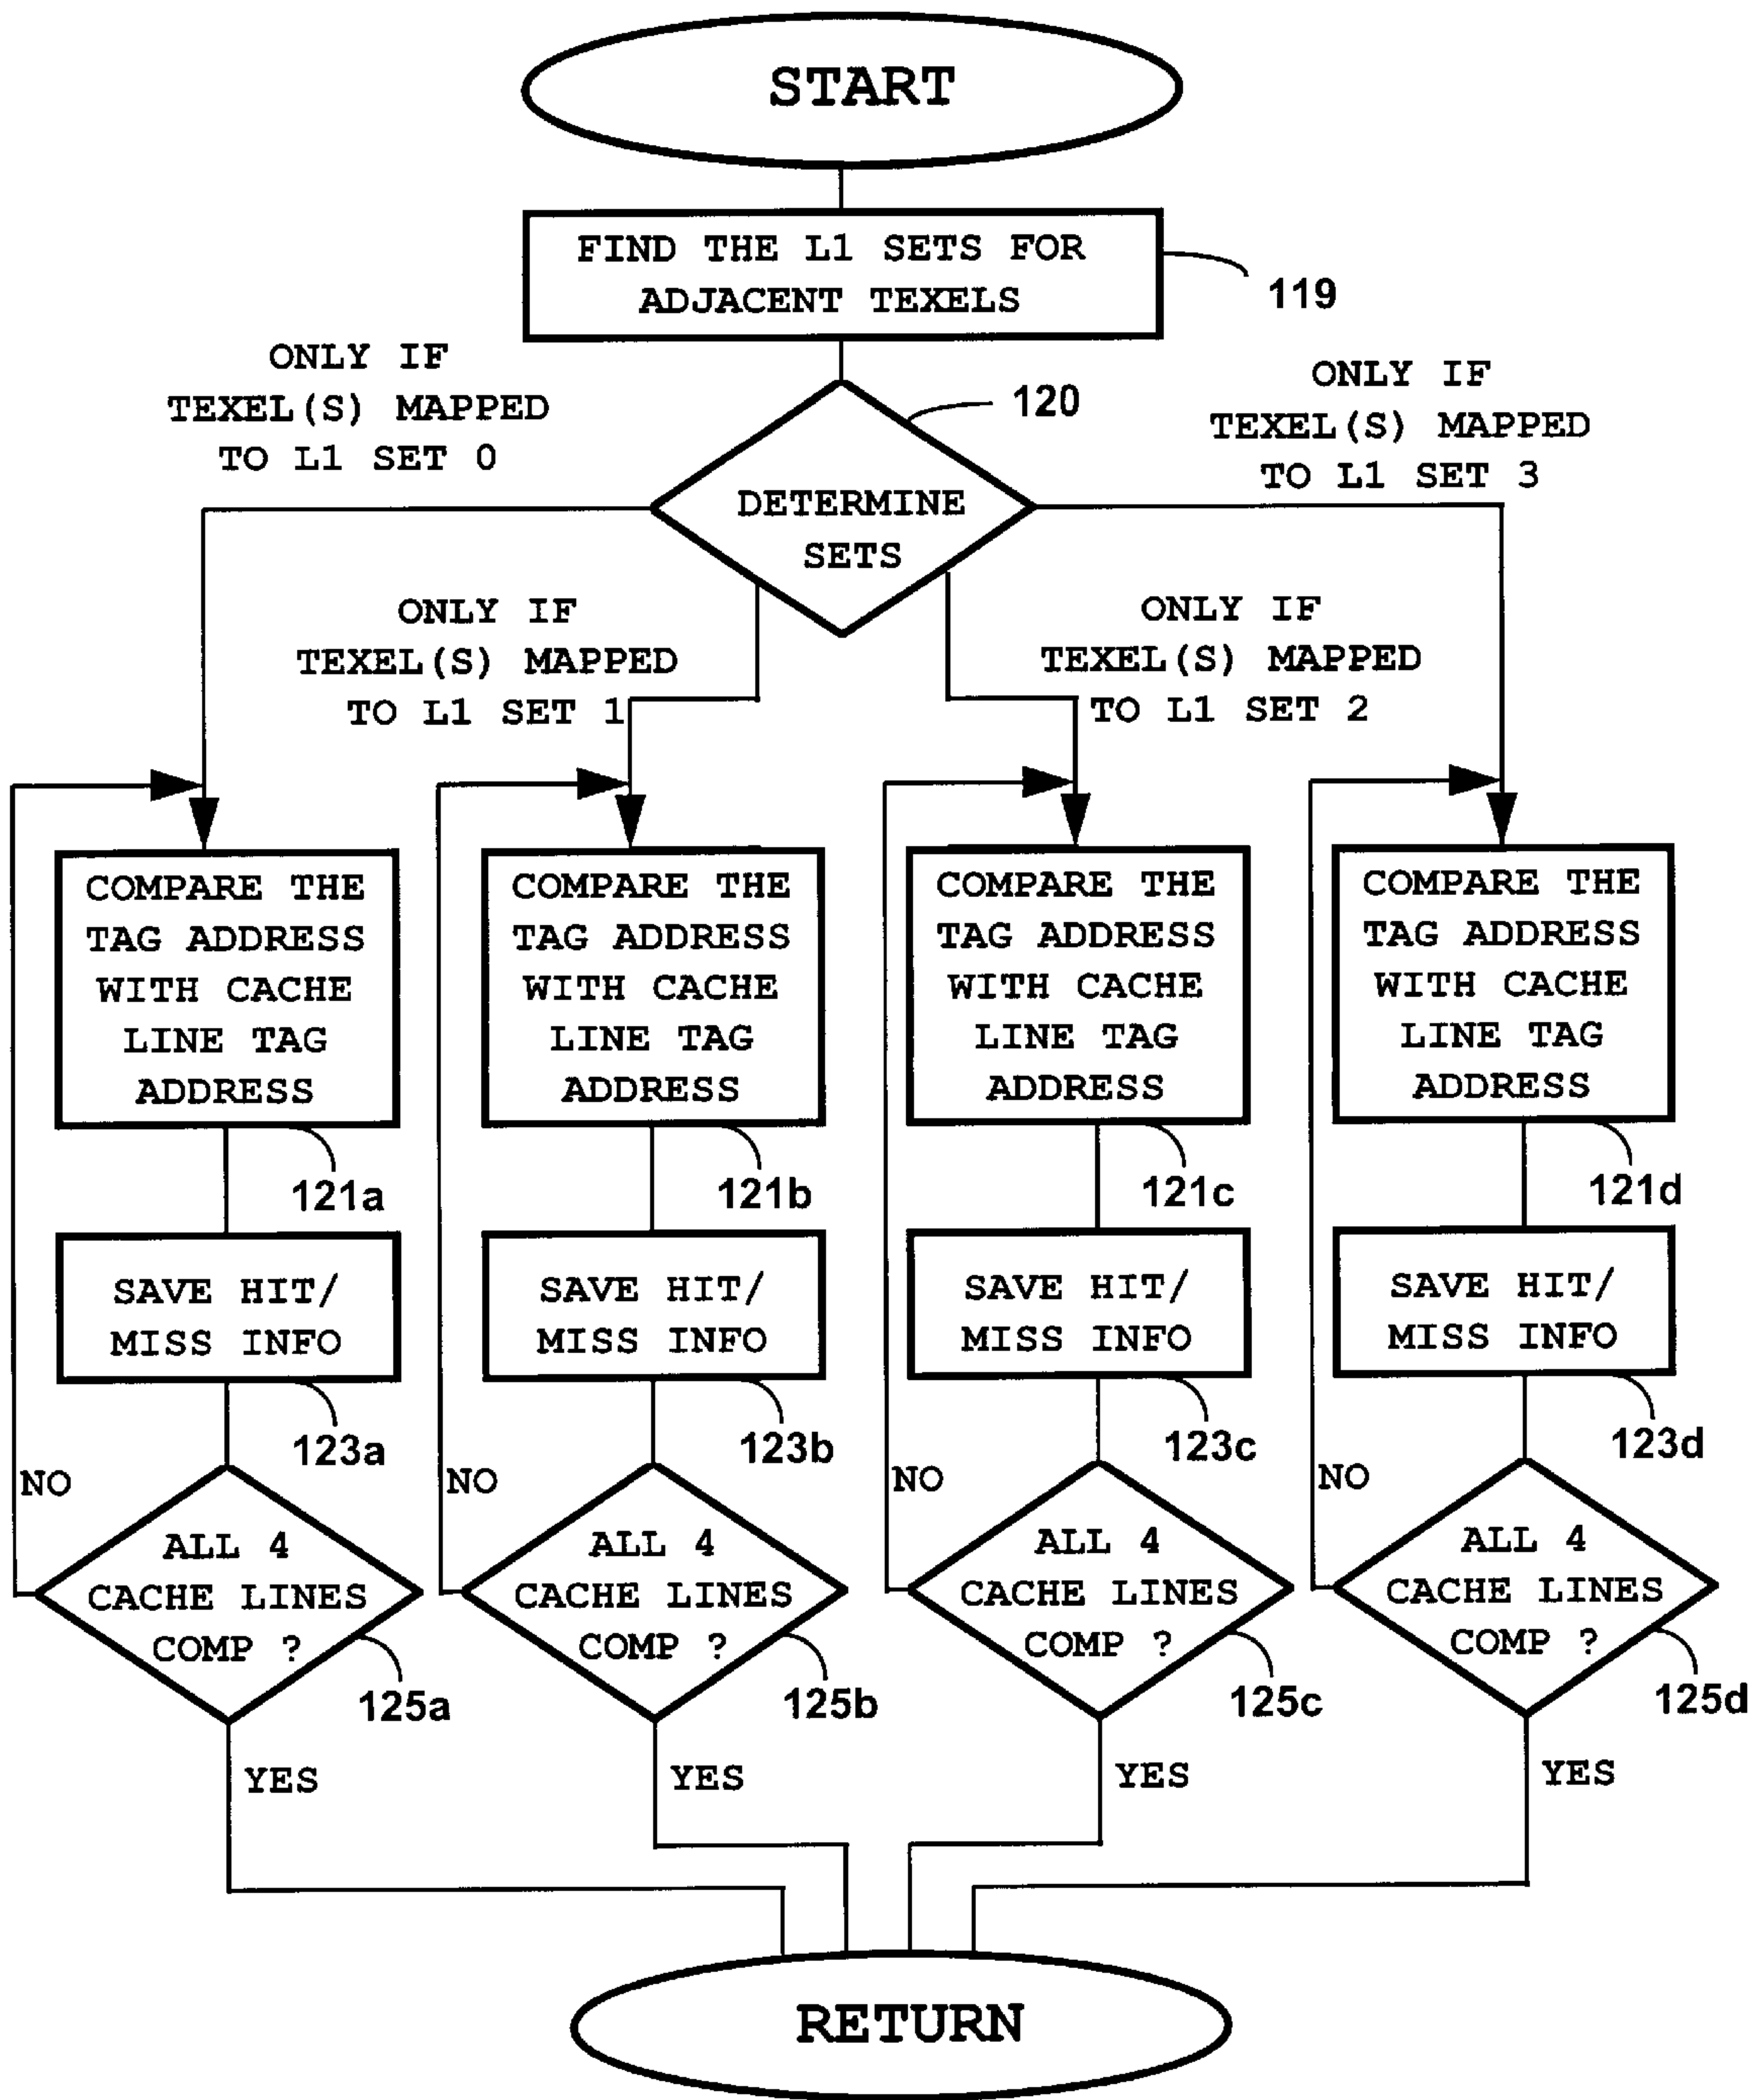 START
FIND THE L1 SETS FOR
ADJACENT TEXELS
119
ONLY IF
TEXEL(S) MAPPED
TO L1 SET 0
120
ONLY IF
TEXEL(S) MAPPED
TO L1 SET 3
DETERMINE
SETS
ONLY IF
TEXEL(S) MAPPED
TO L1 SET 1
ONLY IF
TEXEL(S) MAPPED
TO L1 SET 2
COMPARE THE
TAG ADDRESS
WITH CACHE
LINE TAG
ADDRESS
121a
COMPARE THE
TAG ADDRESS
WITH CACHE
LINE TAG
ADDRESS
121b
COMPARE THE
TAG ADDRESS
WITH CACHE
LINE TAG
ADDRESS
121c
COMPARE THE
TAG ADDRESS
WITH CACHE
LINE TAG
ADDRESS
121d
SAVE HIT/
MISS INFO
123a
SAVE HIT/
MISS INFO
123b
SAVE HIT/
MISS INFO
123c
SAVE HIT/
MISS INFO
123d
NO
ALL 4
CACHE LINES
COMP ?
125a
YES
NO
ALL 4
CACHE LINES
COMP ?
125b
YES
NO
ALL 4
CACHE LINES
COMP ?
125c
YES
NO
ALL 4
CACHE LINES
COMP ?
125d
YES
RETURN